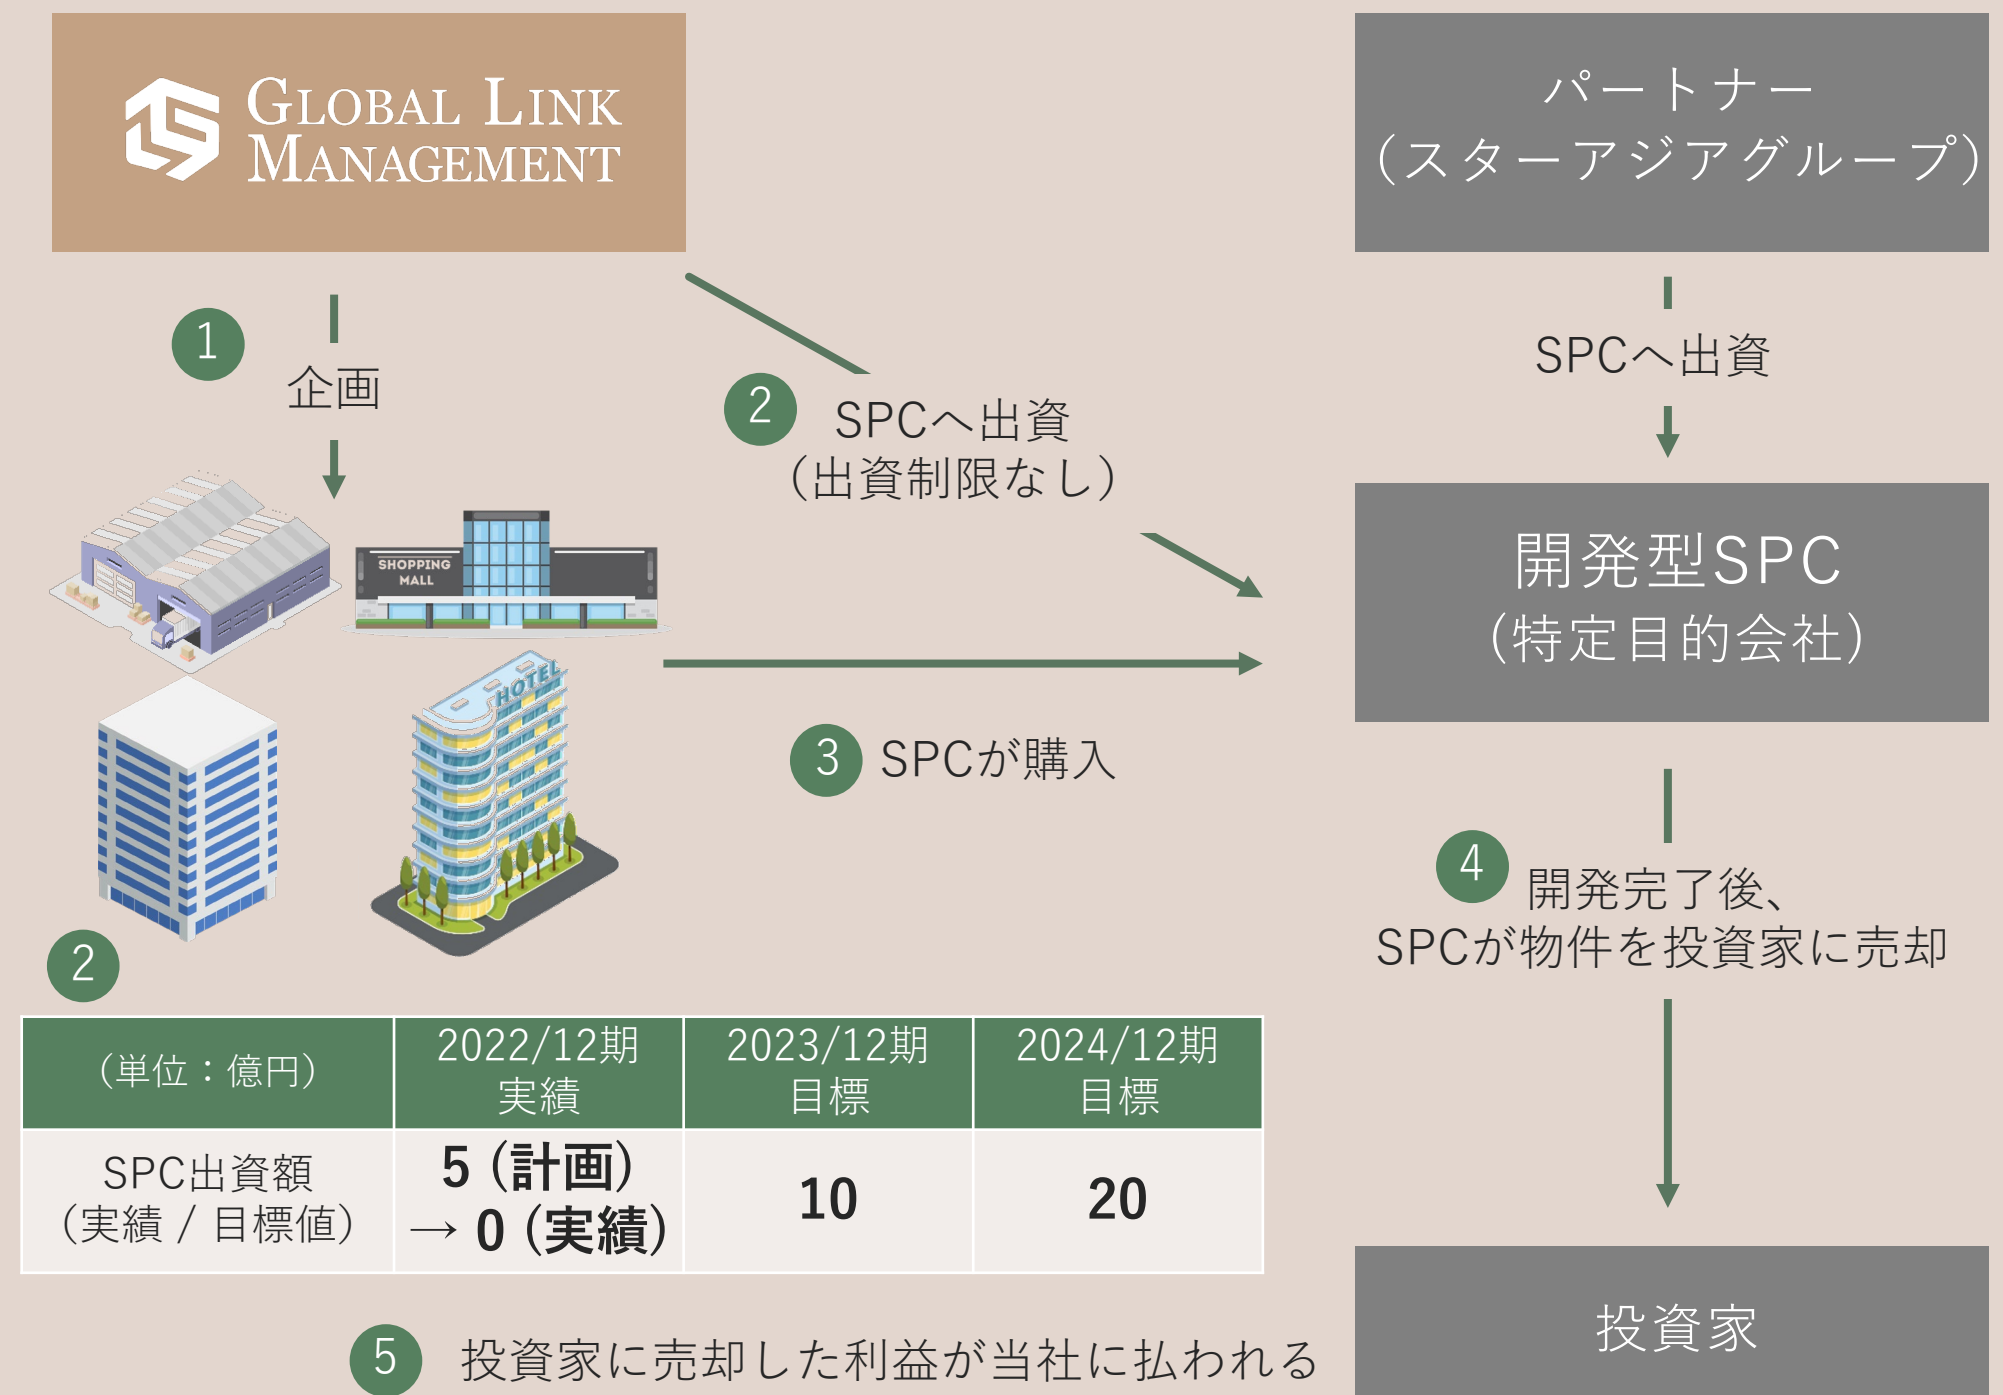 GLOBAL LINK
MANAGEMENT
パートナー
（スターアジアグループ）
1
企画
2
SPCへ出資
（出資制限なし）
SPCへ出資
SHOPPING
MALL
HOTEL
開発型SPC
（特定目的会社）
3
SPCが購入
4
開発完了後、
SPCが物件を投資家に売却
2
（単位：億円）
2022/12期
実績
2023/12期
目標
2024/12期
目標
SPC出資額
（実績 / 目標値）
5 (計画)
→ 0 (実績)
10
20
投資家
5
投資家に売却した利益が当社に払われる